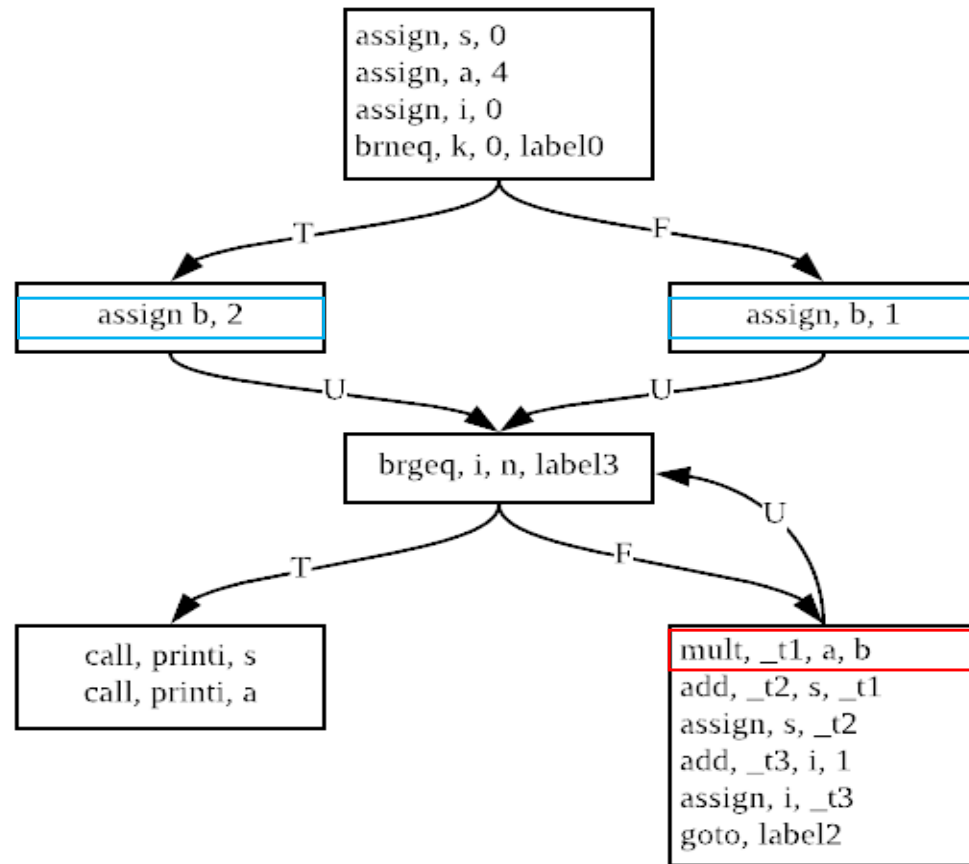 assign, s, 0
assign, a, 4
assign, i, 0
brneq, k, 0, label0
T
F
assign b, 2
assign, b, 1
U
U
brgeq, i, n, label3
U
T
F
call, printi, s
call, printi, a
mult, _t1, a, b
add, _t2, s, _t1
assign, s, _t2
add, _t3, i, 1
assign, i, _t3
goto, label2